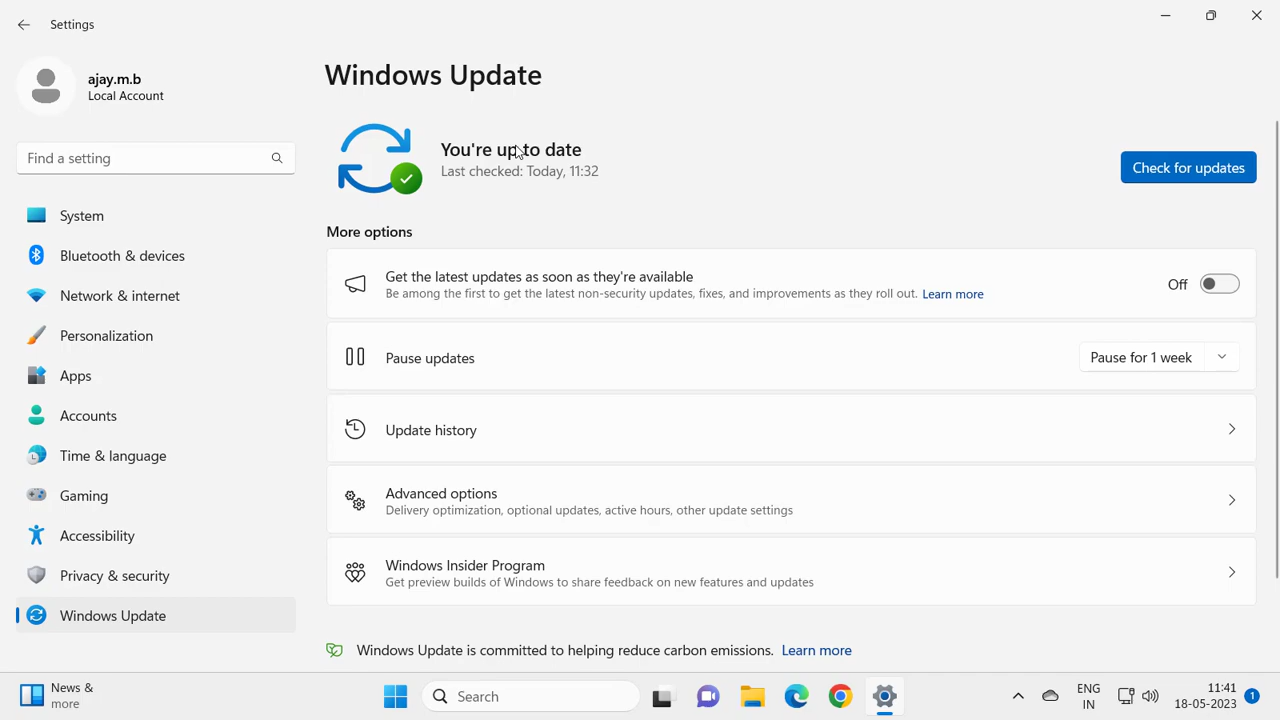 Settings
ajay.m.b
Local Account
Find a setting
System
Bluetooth & devices
Network & internet
Personalization
Apps
Accounts
Time & language
Gaming
Accessibility
Privacy & security
Windows Update
Windows Update
You're up to date
Last checked: Today, 11:32
Check for updates
More options
Get the latest updates as soon as they're available
Be among the first to get the latest non-security updates, fixes, and improvements as they roll out. Learn more
Off
Pause updates
Pause for 1 week
Update history
Advanced options
Delivery optimization, optional updates, active hours, other update settings
Windows Insider Program
Get preview builds of Windows to share feedback on new features and updates
Windows Update is committed to helping reduce carbon emissions. Learn more
News &
more
Search
ENG
IN
11:41
18-05-2023
1